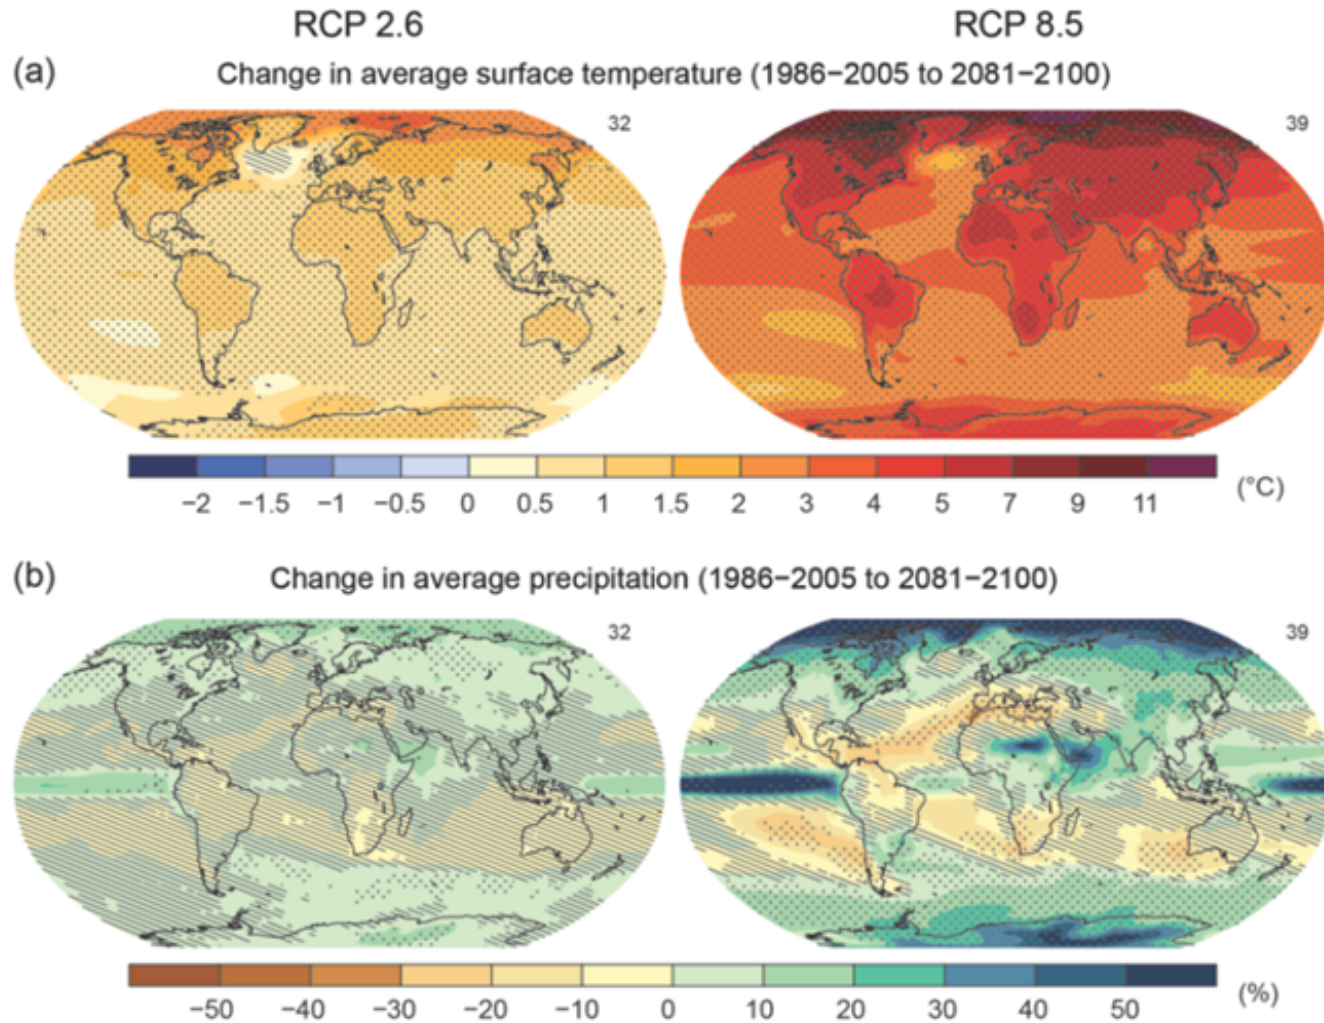 RCP 2.6 RCP 8.5
(a) Change in average surface temperature (1986−2005 to 2081−2100)
32 39
−2 −1.5 −1 −0.5 0 0.5 1 1.5 2 3 4 5 7 9 11 (°C)
(b) Change in average precipitation (1986−2005 to 2081−2100)
32 39
−50 −40 −30 −20 −10 0 10 20 30 40 50 (%)